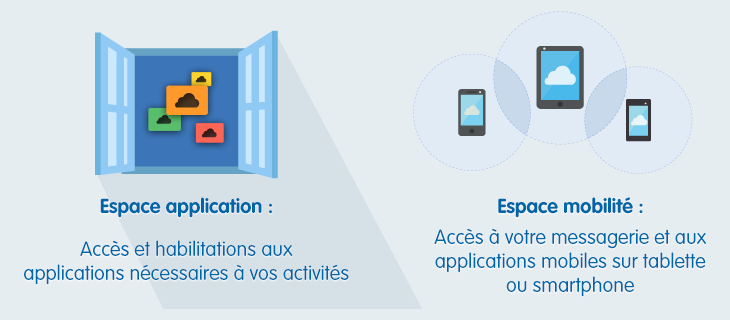 Espace application :
Accès et habilitations aux
applications nécessaires à vos activités
Espace mobilité :
Accès à votre messagerie et aux
applications mobiles sur tablette
ou smartphone